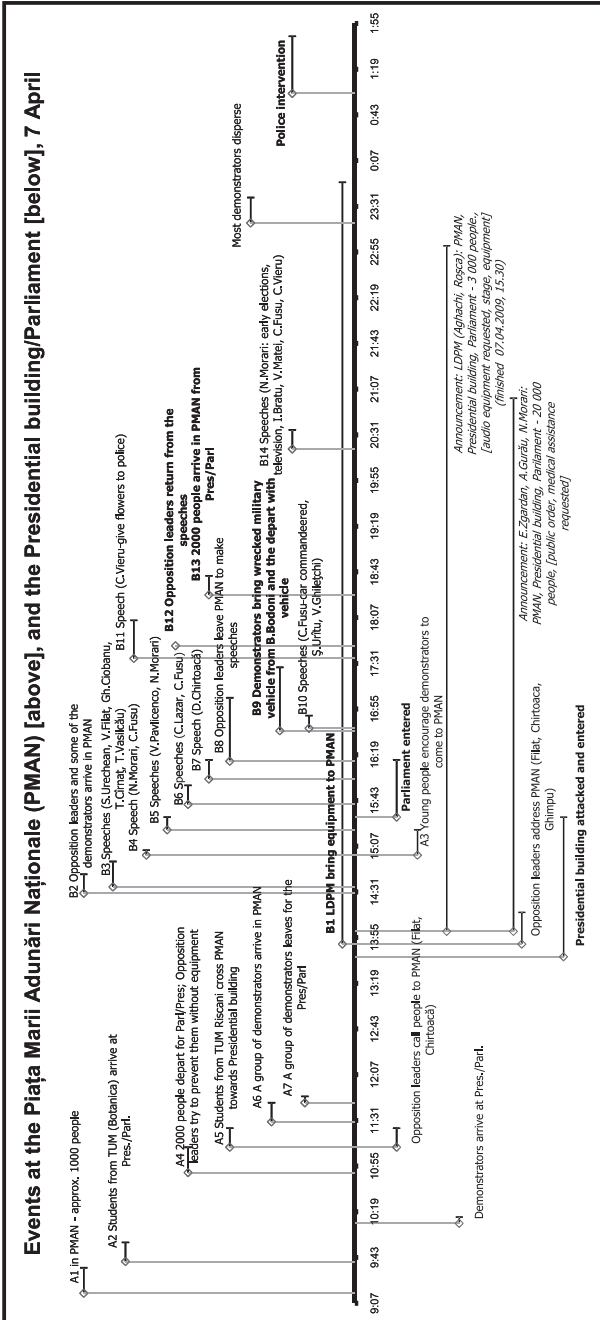 Events at the Piața Marii Adunări Naționale (PMAN) [above], and the Presidential building/Parliament [below], 7 April
A1 in PMAN - approx. 1000 people
A2 Students from TUM (Botanica) arrive at
Pres./Parl.
A4 2000 people depart for Parl/Pres; Opposition
leaders try to prevent them without equipment
A5 Students from TUM Riscani cross PMAN
towards Presidential building
A6 A group of demonstrators arrive in PMAN
A7 A group of demonstrators leaves for the
Pres/Parl
B2 Opposition leaders and some of the
demonstrators arrive in PMAN
B3 Speeches (S.Urechean, V.Filat, Gh.Ciobanu,
T.Cîrnaț, T.Vasilcău)
B4 Speech (N.Morari, C.Fusu)
B5 Speeches (V.Pavlicenco, N.Morari)
B6 Speeches (C.Lazar, C.Fusu)
B7 Speech (D.Chirtoacă)
B8 Opposition leaders leave PMAN to make
speeches
B9 Demonstrators bring wrecked military
vehicle from B.Bodoni and the depart with
vehicle
B10 Speeches (C.Fusu-car commandeered,
Ș.Urîtu, V.Ghilețchi)
B1 LDPM bring equipment to PMAN
B11 Speech (C.Vieru-give flowers to police)
B12 Opposition leaders return from the
speeches
B13 2000 people arrive in PMAN from
Pres/Parl
B14 Speeches (N.Morari: early elections,
television, I.Bratu, V.Matei, C.Fusu, C.Vieru)
Most demonstrators disperse
Police intervention
9:07
9:43
10:19
10:55
11:31
12:07
12:43
13:19
13:55
14:31
15:07
15:43
16:19
16:55
17:31
18:07
18:43
19:19
19:55
20:31
21:07
21:43
22:19
22:55
23:31
0:07
0:43
1:19
1:55
Demonstrators arrive at Pres./Parl.
Opposition leaders call people to PMAN (Filat,
Chirtoacă)
A3 Young people encourage demonstrators to
come to PMAN
Parliament entered
Opposition leaders address PMAN (Filat, Chirtoaca,
Ghimpu)
Presidential building attacked and entered
Announcement: LDPM (Aghachi, Roșca): PMAN,
Presidential building, Parliament - 3 000 people.,
[audio equipment requested, stage, equipment]
(finished 07.04.2009, 15.30)
Announcement: E.Zgardan, A.Gurău, N.Morari:
PMAN, Presidential building, Parliament - 20 000
people, [public order, medical assistance
requested]